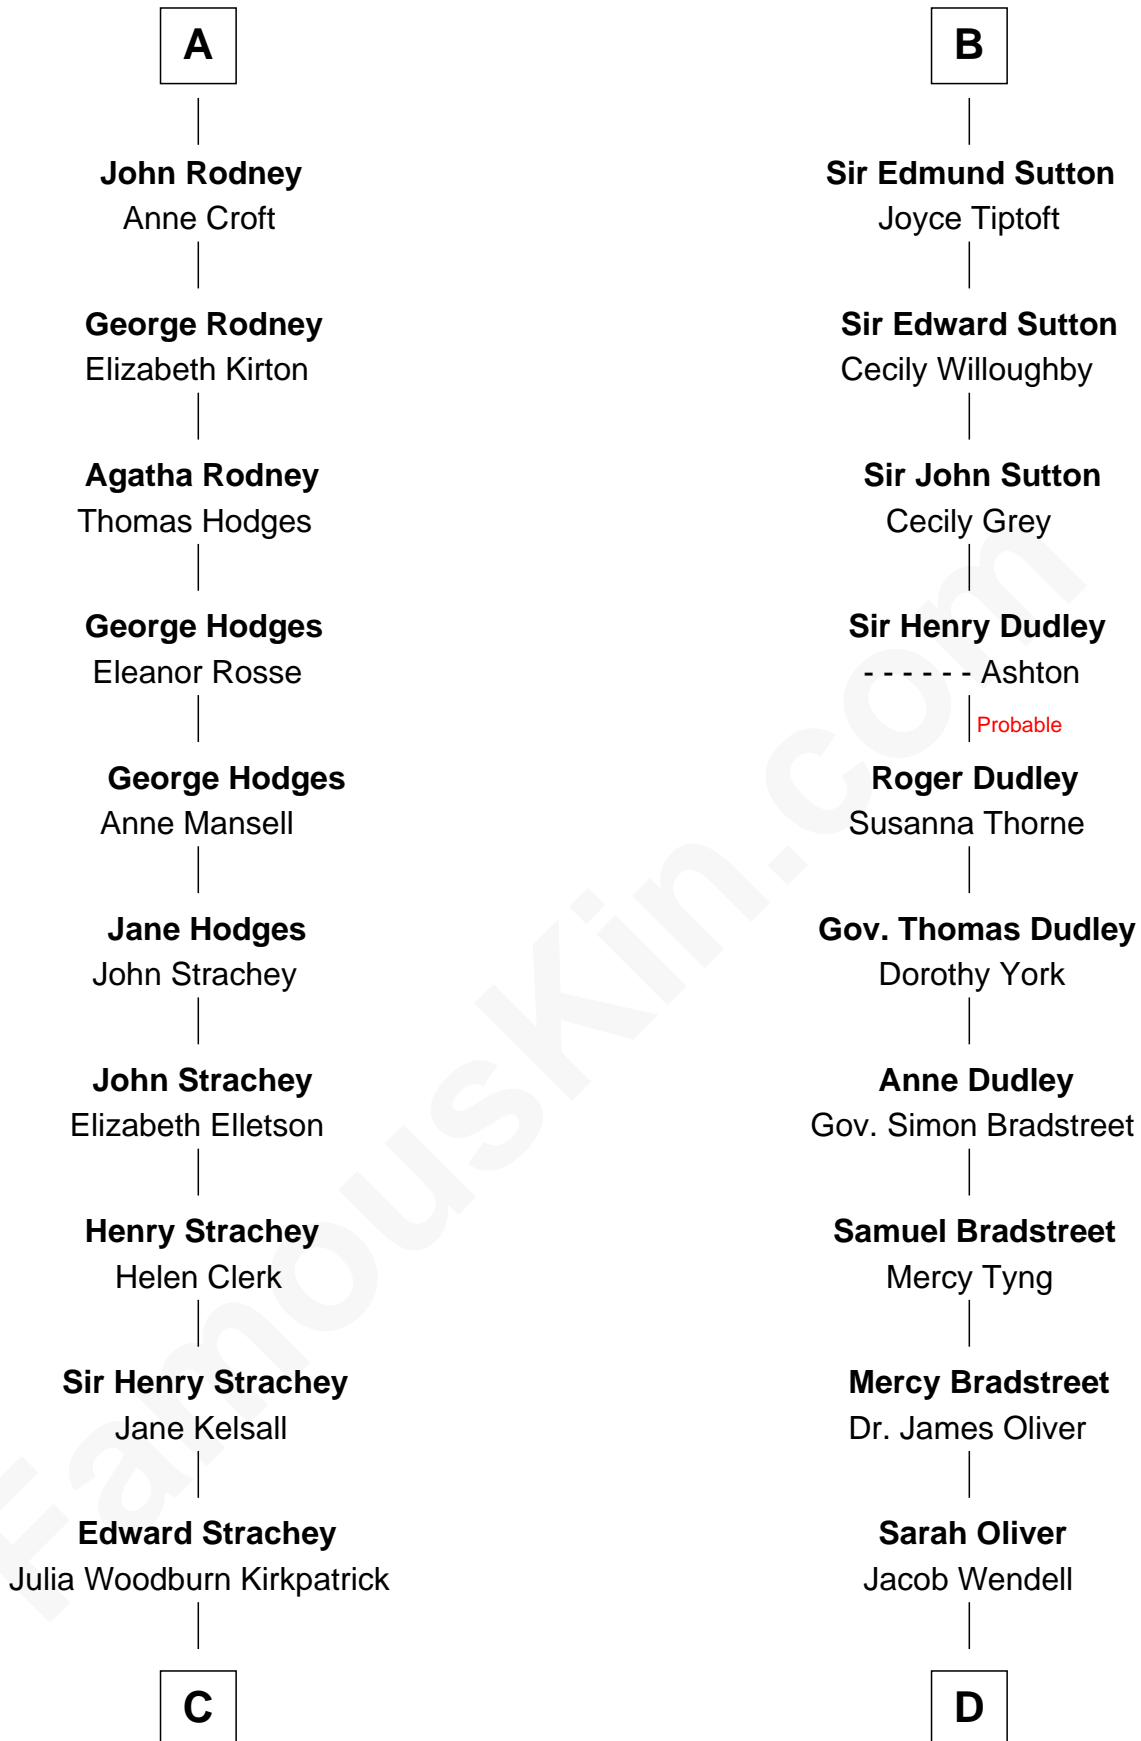 A
John Rodney
Anne Croft
George Rodney
Elizabeth Kirton
Agatha Rodney
Thomas Hodges
George Hodges
Eleanor Rosse
George Hodges
Anne Mansell
Jane Hodges
John Strachey
John Strachey
Elizabeth Elletson
Henry Strachey
Helen Clerk
Sir Henry Strachey
Jane Kelsall
Edward Strachey
Julia Woodburn Kirkpatrick
C
B
Sir Edmund Sutton
Joyce Tiptoft
Sir Edward Sutton
Cecily Willoughby
Sir John Sutton
Cecily Grey
Sir Henry Dudley
- - - - - - Ashton
Probable
Roger Dudley
Susanna Thorne
Gov. Thomas Dudley
Dorothy York
Anne Dudley
Gov. Simon Bradstreet
Samuel Bradstreet
Mercy Tyng
Mercy Bradstreet
Dr. James Oliver
Sarah Oliver
Jacob Wendell
D
FamousKin.com